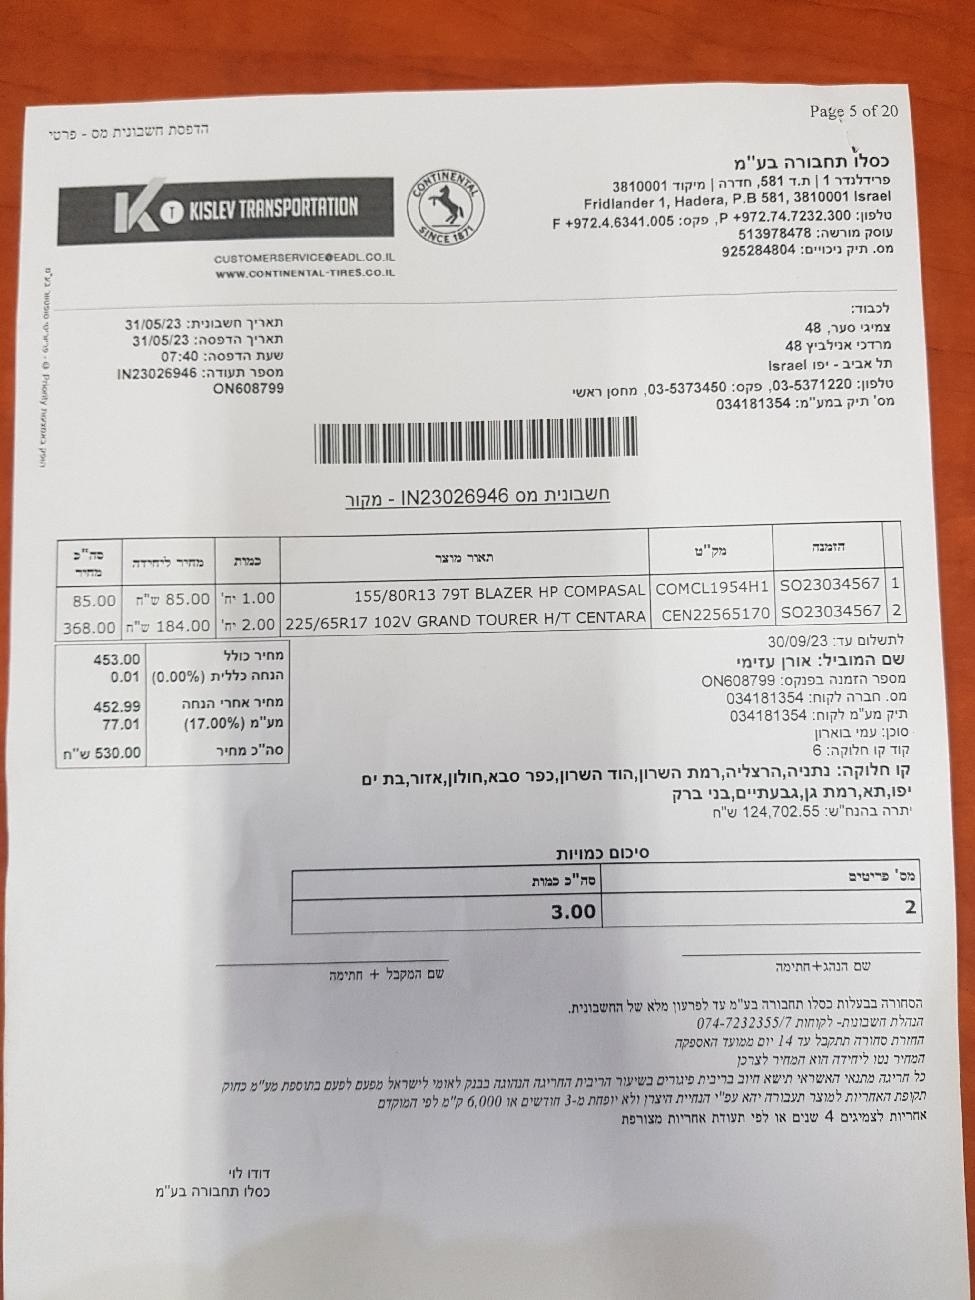 Page 5 of 20
הדפסת חשבונית מס - פרטי
כסלו תחבורה בע"מ
פרידלנדר 1 | ת.ד 581, חדרה | מיקוד 3810001
Fridlander 1, Hadera, P.B 581, 3810001 Israel
טלפון: P +972.74.7232.300, פקס: F +972.4.6341.005
עוסק מורשה: 513978478
מס. תיק ניכויים: 925284804
CONTINENTAL
SINCE 1871
K T KISLEV TRANSPORTATION
CUSTOMERSERVICE@EADL.CO.IL
WWW.CONTINENTAL-TIRES.CO.IL
לכבוד:
צמיגי סער, 48
מרדכי אנילביץ 48
תל אביב - יפו Israel
טלפון: 03-5371220, פקס: 03-5373450, מחסן ראשי
מס' תיק במע"מ: 034181354
תאריך חשבונית: 31/05/23
תאריך הדפסה: 31/05/23
שעת הדפסה: 07:40
מספר תעודה: IN23026946
ON608799
חשבונית מס IN23026946 - מקור
הזמנה מק"ט תאור מוצר כמות מחיר ליחידה סה"כ מחיר
1 SO23034567 COMCL1954H1 155/80R13 79T BLAZER HP COMPASAL 1.00 יח' 85.00 ש"ח 85.00
2 SO23034567 CEN22565170 225/65R17 102V GRAND TOURER H/T CENTARA 2.00 יח' 184.00 ש"ח 368.00
מחיר כולל 453.00
הנחה כללית (0.00%) 0.01
מחיר אחרי הנחה 452.99
מע"מ (17.00%) 77.01
סה"כ מחיר 530.00 ש"ח
לתשלום עד: 30/09/23
שם המוביל: אורן עזימי
מספר הזמנה בפנקס: ON608799
מס. חברה לקוח: 034181354
תיק מע"מ לקוח: 034181354
סוכן: עמי בוארון
קוד קו חלוקה: 6
קו חלוקה: נתניה,הרצליה,רמת השרון,הוד השרון,כפר סבא,חולון,אזור,בת ים
יפו,תא,רמת גן,גבעתיים,בני ברק
יתרה בהנח"ש: 124,702.55 ש"ח
סיכום כמויות
מס' פריטים סה"כ כמות
2 3.00
שם הנהג+חתימה
שם המקבל + חתימה
הסחורה בבעלות כסלו תחבורה בע"מ עד לפרעון מלא של החשבונית.
הנהלת חשבונות- לקוחות 074-7232355/7
החזרת סחורה תתקבל עד 14 יום ממועד האספקה
המחיר נטו ליחידה הוא המחיר לצרכן
כל חריגה מתנאי האשראי תישא חיוב בריבית פיגורים בשיעור הריבית החריגה הנהוגה בבנק לאומי לישראל מפעם לפעם בתוספת מע"מ כחוק
תקופת האחריות למוצר תעבורה יהא עפ"י הנחיית היצרן ולא יופחת מ-3 חודשים או 6,000 ק"מ לפי המוקדם
אחריות לצמיגים 4 שנים או לפי תעודת אחריות מצורפת
דודו לוי
כסלו תחבורה בע"מ